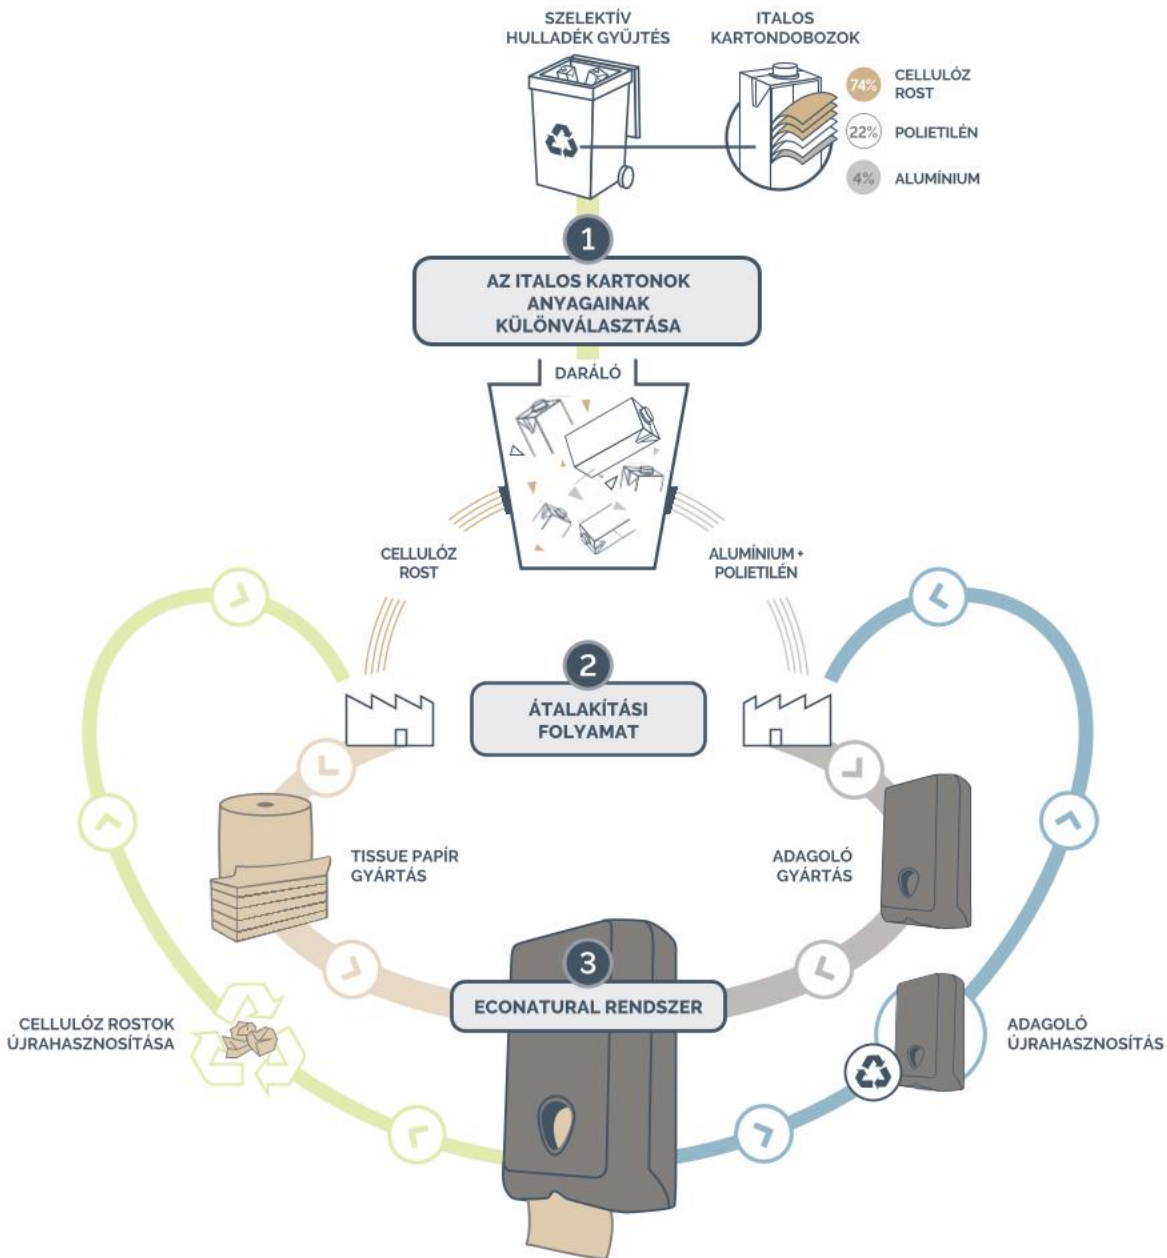 SZELEKTÍV
HULLADÉK GYÜJTÉS
ITALOS
KARTONDOBOZOK
74%
CELLULÓZ
ROST
22%
POLIETILÉN
4%
ALUMÍNIUM
1
AZ ITALOS KARTONOK
ANYAGAINAK
KÜLÖNVÁLASZTÁSA
DARÁLÓ
CELLULÓZ
ROST
ALUMÍNIUM +
POLIETILÉN
2
ÁTALAKÍTÁSI
FOLYAMAT
TISSUE PAPÍR
GYÁRTÁS
ADAGOLÓ
GYÁRTÁS
3
ECONATURAL RENDSZER
CELLULÓZ ROSTOK
ÚJRAHASZNOSÍTÁSA
ADAGOLÓ
ÚJRAHASZNOSÍTÁS